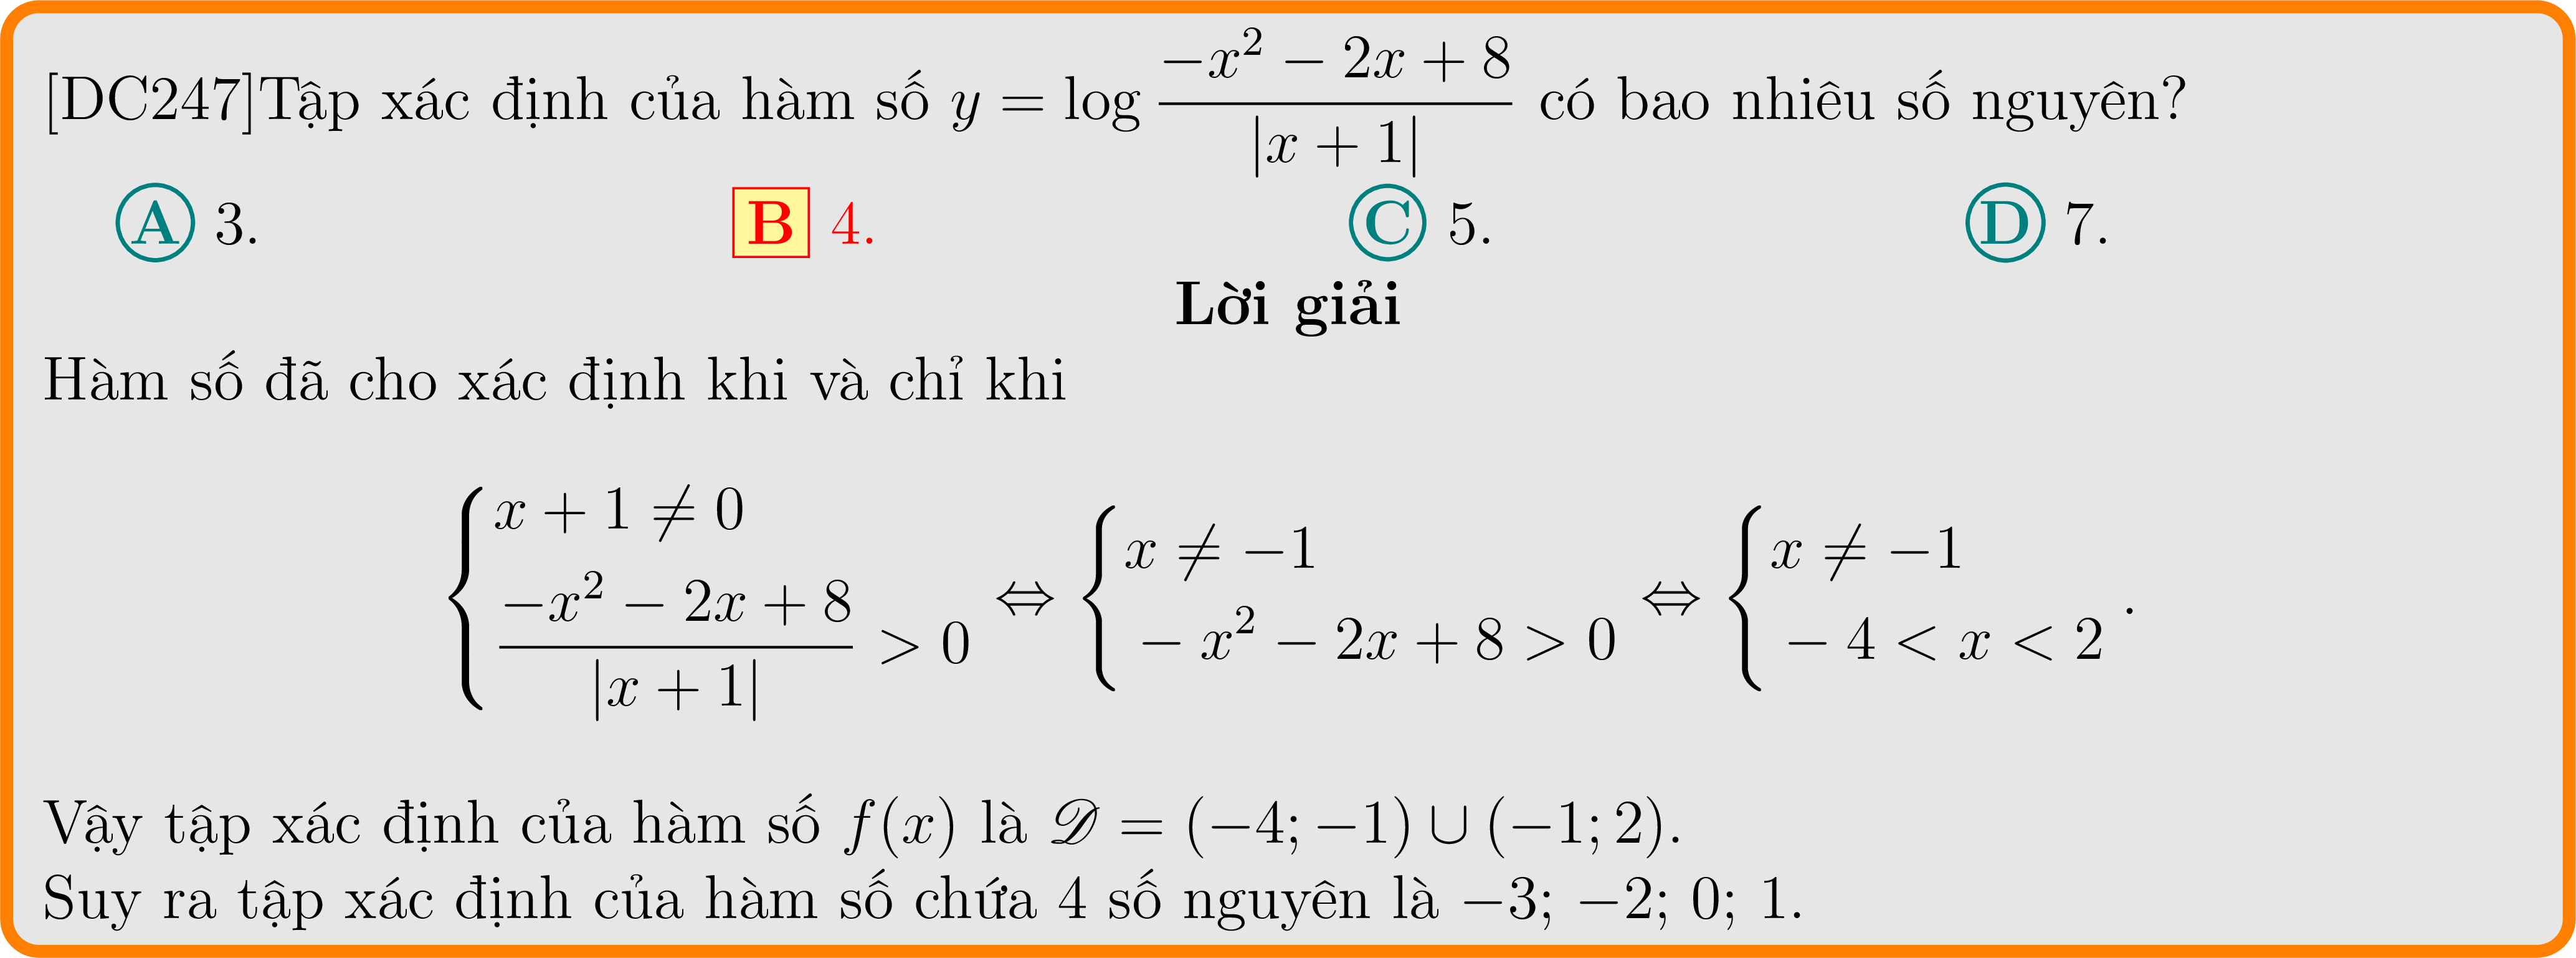 [DC247]Tập xác định của hàm số $y = \log \dfrac{-x^2 - 2x + 8}{|x + 1|}$ có bao nhiêu số nguyên?
A 3. B 4. C 5. D 7.
Lời giải
Hàm số đã cho xác định khi và chỉ khi
$\begin{cases} x + 1 \neq 0 \\ \dfrac{-x^2 - 2x + 8}{|x + 1|} > 0 \end{cases} \Leftrightarrow \begin{cases} x \neq -1 \\ -x^2 - 2x + 8 > 0 \end{cases} \Leftrightarrow \begin{cases} x \neq -1 \\ -4 < x < 2 \end{cases}.$
Vậy tập xác định của hàm số $f(x)$ là $\mathscr{D} = (-4; -1) \cup (-1; 2)$.
Suy ra tập xác định của hàm số chứa 4 số nguyên là −3; −2; 0; 1.